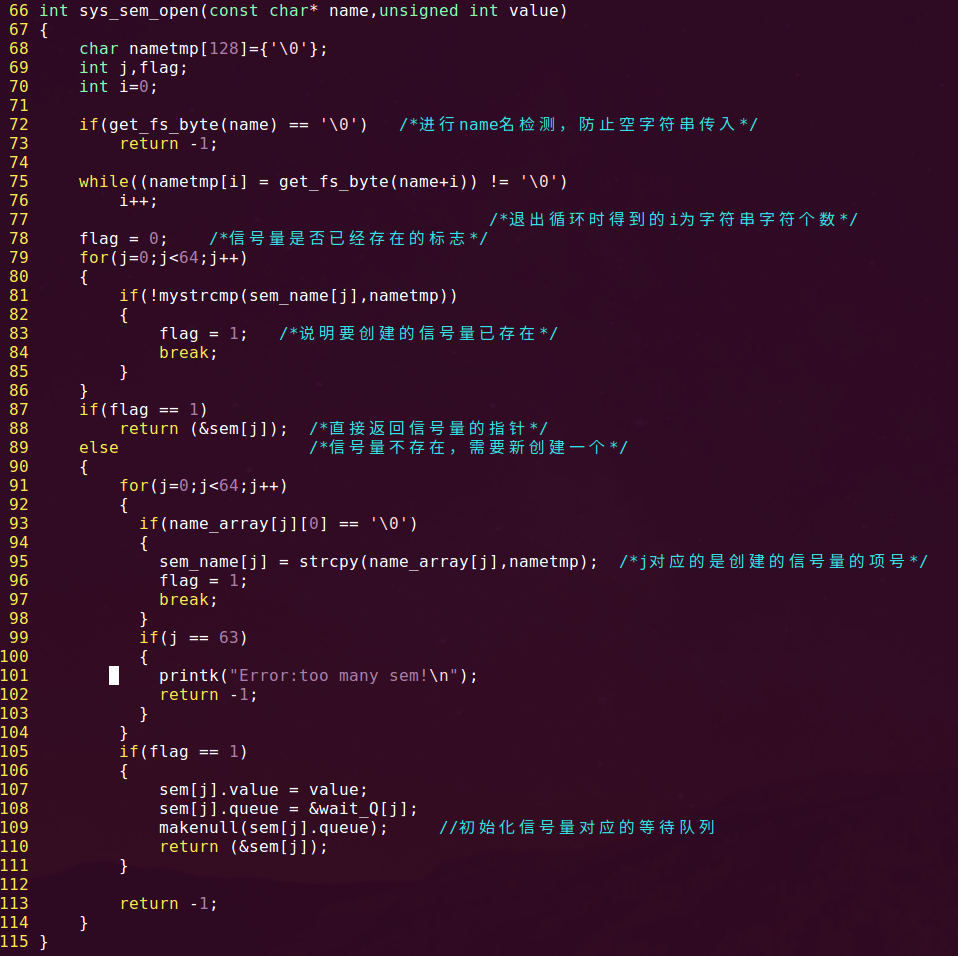 66 int sys_sem_open(const char* name,unsigned int value)
67 {
68     char nametmp[128]={'\0'};
69     int j,flag;
70     int i=0;
71
72     if(get_fs_byte(name) == '\0')   /*进行name名检测，防止空字符串传入*/
73         return -1;
74
75     while((nametmp[i] = get_fs_byte(name+i)) != '\0')
76         i++;
77                                              /*退出循环时得到的i为字符串字符个数*/
78     flag = 0;    /*信号量是否已经存在的标志*/
79     for(j=0;j<64;j++)
80     {
81         if(!mystrcmp(sem_name[j],nametmp))
82         {
83             flag = 1;   /*说明要创建的信号量已存在*/
84             break;
85         }
86     }
87     if(flag == 1)
88         return (&sem[j]);  /*直接返回信号量的指针*/
89     else                   /*信号量不存在，需要新创建一个*/
90     {
91         for(j=0;j<64;j++)
92         {
93           if(name_array[j][0] == '\0')
94           {
95             sem_name[j] = strcpy(name_array[j],nametmp);  /*j对应的是创建的信号量的项号*/
96             flag = 1;
97             break;
98           }
99           if(j == 63)
100           {
101             printk("Error:too many sem!\n");
102             return -1;
103           }
104         }
105         if(flag == 1)
106         {
107             sem[j].value = value;
108             sem[j].queue = &wait_Q[j];
109             makenull(sem[j].queue);     //初始化信号量对应的等待队列
110             return (&sem[j]);
111         }
112
113         return -1;
114     }
115 }